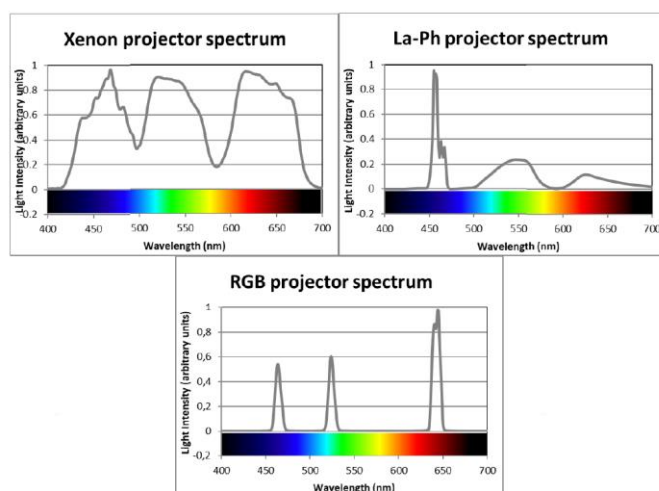 Xenon projector spectrum
Light Intensity (arbitrary units)
1
0.8
0.6
0.4
0.2
0
-0.2
400 450 500 550 600 650 700
Wavelength (nm)
La-Ph projector spectrum
Light Intensity (arbitrary units)
1
0.8
0.6
0.4
0.2
0
-0.2
400 450 500 550 600 650 700
Wavelength (nm)
RGB projector spectrum
Light Intensity (arbitrary units)
1
0,8
0,6
0,4
0,2
0
-0,2
400 450 500 550 600 650 700
Wavelength (nm)